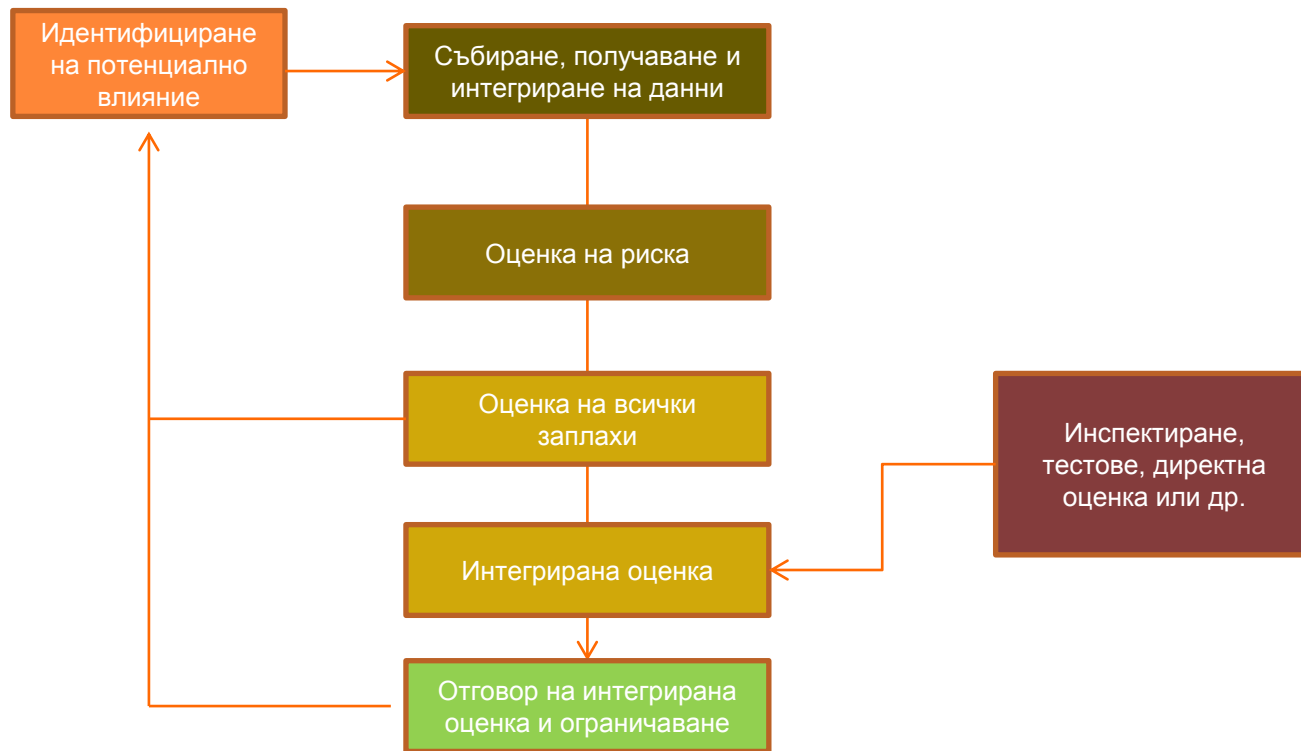 Идентифициране
на потенциално
влияние
Събиране, получаване и
интегриране на данни
Оценка на риска
Оценка на всички
заплахи
Инспектиране,
тестове, директна
оценка или др.
Интегрирана оценка
Отговор на интегрирана
оценка и ограничаване